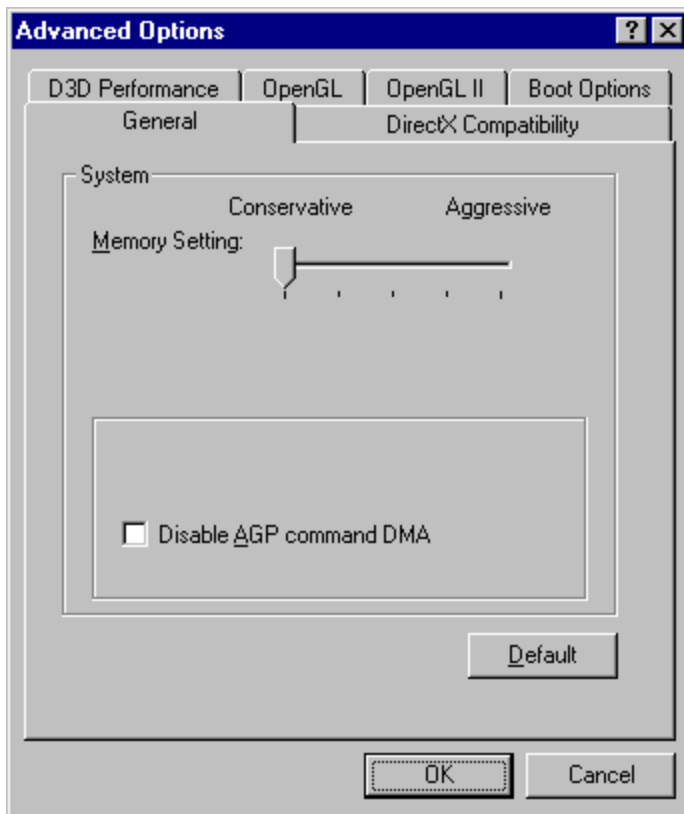 Advanced Options
D3D Performance OpenGL OpenGL II Boot Options
General DirectX Compatibility
System
Conservative Aggressive
Memory Setting:
Disable AGP command DMA
Default
OK Cancel